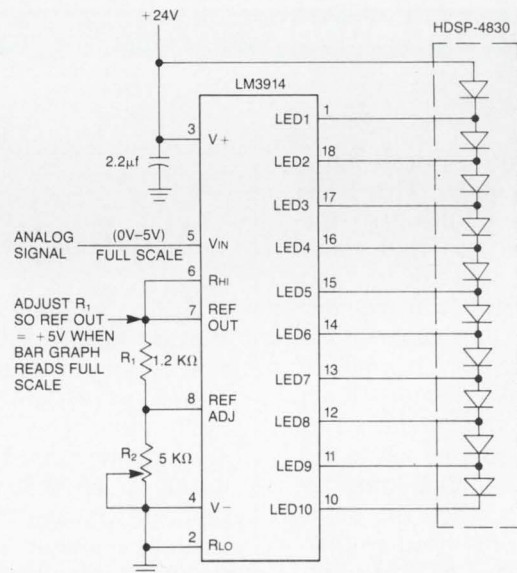 +24V
HDSP-4830
LM3914
3
V+
2.2μf
LED1
1
LED2
18
LED3
17
LED4
16
LED5
15
LED6
14
LED7
13
LED8
12
LED9
11
LED10
10
ANALOG
SIGNAL
(0V–5V)
FULL SCALE
5
VIN
6
RHI
7
REF
OUT
ADJUST R1
SO REF OUT
= +5V WHEN
BAR GRAPH
READS FULL
SCALE
R1
1.2 KΩ
8
REF
ADJ
R2
5 KΩ
4
V−
2
RLO